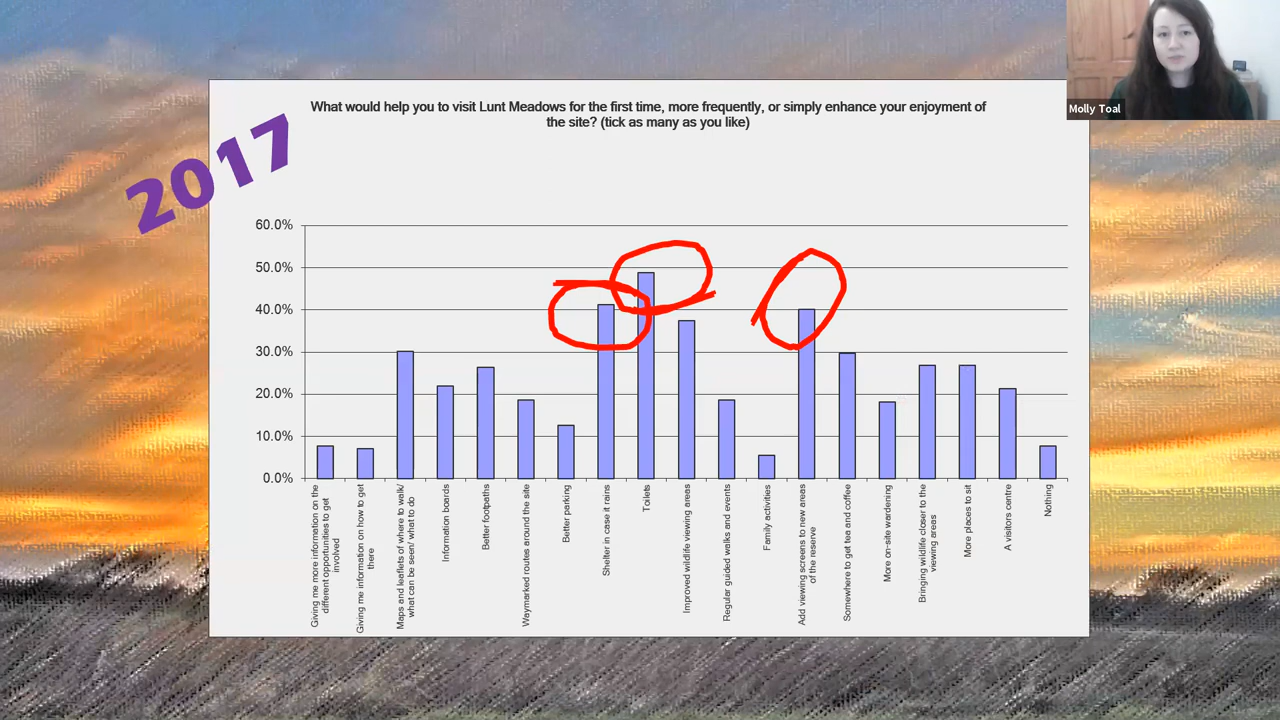 Molly Toal
What would help you to visit Lunt Meadows for the first time, more frequently, or simply enhance your enjoyment of
the site? (tick as many as you like)
2017
60.0%
50.0%
40.0%
30.0%
20.0%
10.0%
0.0%
Giving me more information on the
different opportunities to get
involved
Giving me information on how to get
there
Maps and leaflets of where to walk/
what can be seen/ what to do
Information boards
Better footpaths
Waymarked routes around the site
Better parking
Shelter in case it rains
Toilets
Improved wildlife viewing areas
Regular guided walks and events
Family activities
Add viewing screens to new areas
of the reserve
Somewhere to get tea and coffee
More on-site wardening
Bringing wildlife closer to the
viewing areas
More places to sit
A visitors centre
Nothing